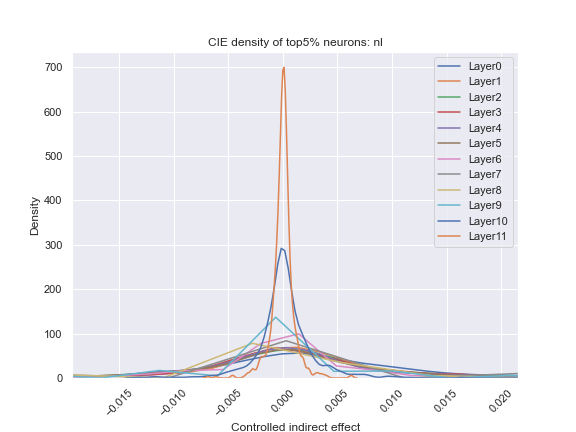 CIE density of top5% neurons: nl
700
600
500
400
300
200
100
0
Density
-0.015
-0.010
-0.005
0.000
0.005
0.010
0.015
0.020
Controlled indirect effect
Layer0
Layer1
Layer2
Layer3
Layer4
Layer5
Layer6
Layer7
Layer8
Layer9
Layer10
Layer11